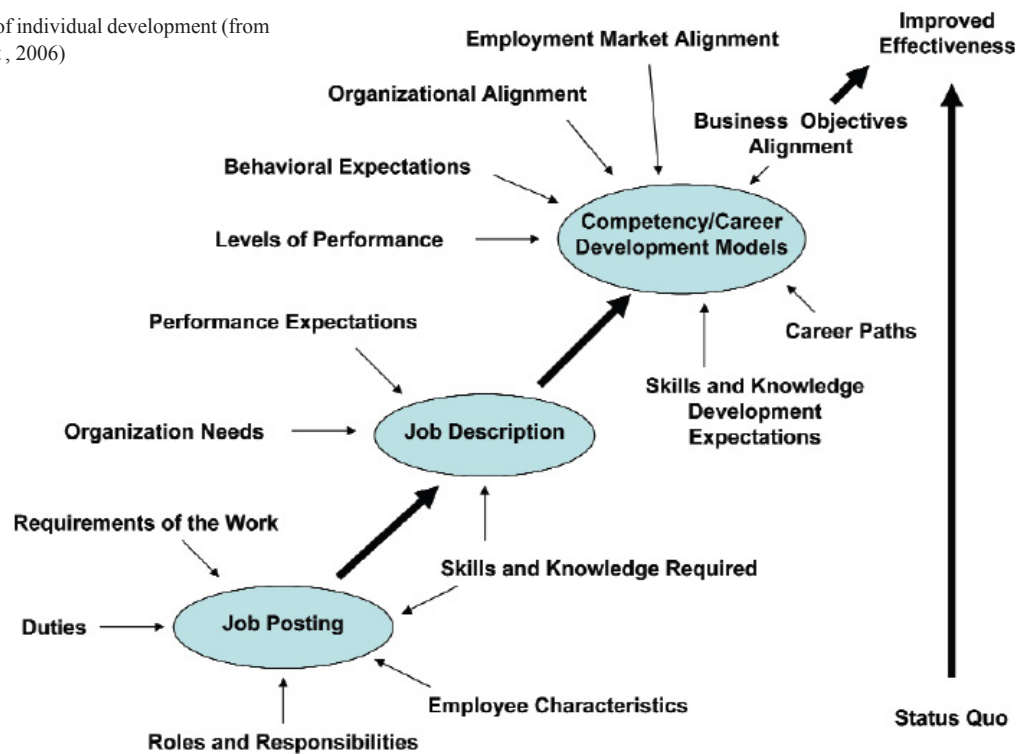 of individual development (from
, 2006)
Improved
Effectiveness
Employment Market Alignment
Organizational Alignment
Business Objectives
Alignment
Behavioral Expectations
Competency/Career
Development Models
Levels of Performance
Performance Expectations
Career Paths
Skills and Knowledge
Development
Expectations
Organization Needs
Job Description
Requirements of the Work
Skills and Knowledge Required
Duties
Job Posting
Employee Characteristics
Status Quo
Roles and Responsibilities